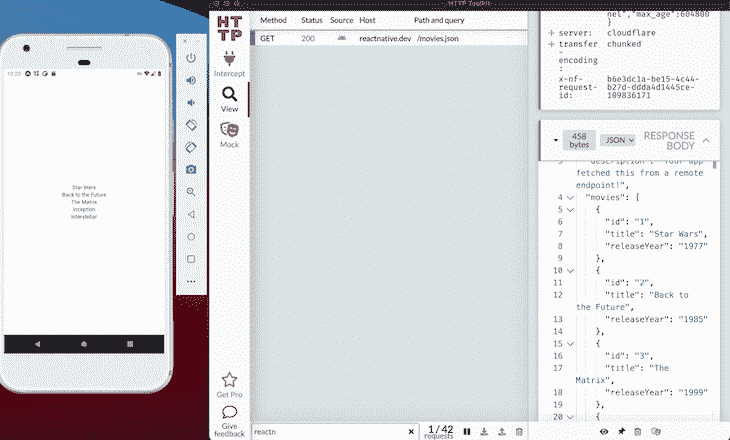 HTTP Toolkit
10:20
Star Wars
Back to the Future
The Matrix
Inception
Interstellar
HT
TP
Intercept
View
Mock
Get Pro
Give
feedback
Method Status Source Host Path and query
GET 200 reactnative.dev /movies.json
reactn
1 / 42
requests
nel","max_age":604800
}
server: cloudflare
transfer
-
encoding
:
chunked
x-nf-
request-
id:
b6e3dc1a-be15-4c44-
b27d-ddda4d1445ce-
109836171
458
bytes
JSON
RESPONSE
BODY
"description": "Your app
fetched this from a remote
endpoint!",
4 "movies": [
5 {
6 "id": "1",
7 "title": "Star Wars",
8 "releaseYear": "1977"
9 },
10 {
11 "id": "2",
12 "title": "Back to
the Future",
13 "releaseYear": "1985"
14 },
15 {
16 "id": "3",
17 "title": "The
Matrix",
18 "releaseYear": "1999"
19 },
20 {